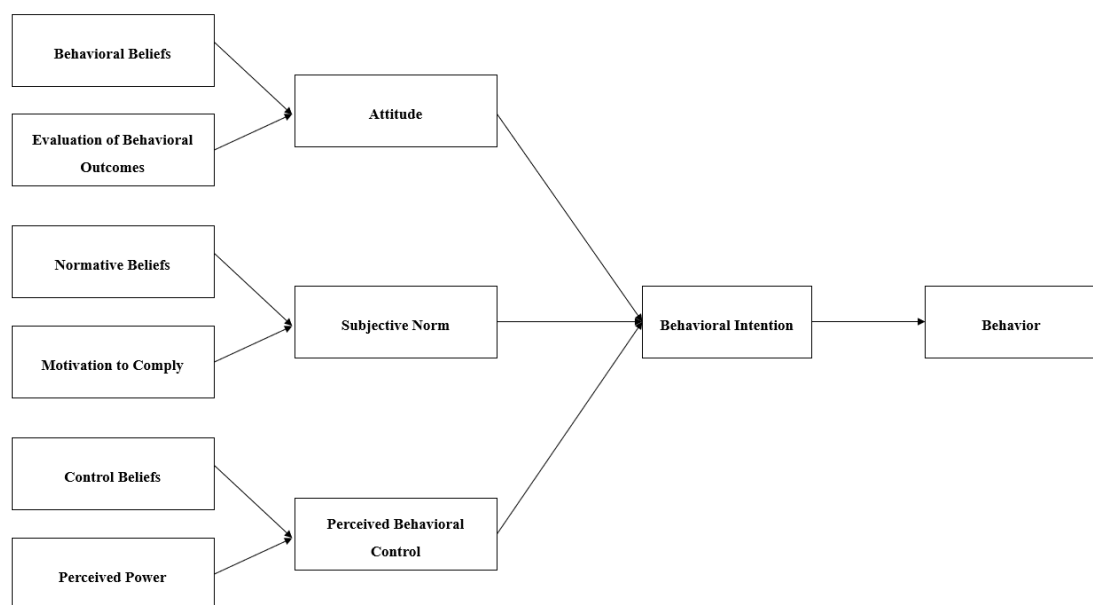 Behavioral Beliefs
Evaluation of Behavioral
Outcomes
Attitude
Normative Beliefs
Motivation to Comply
Subjective Norm
Behavioral Intention
Behavior
Control Beliefs
Perceived Power
Perceived Behavioral
Control